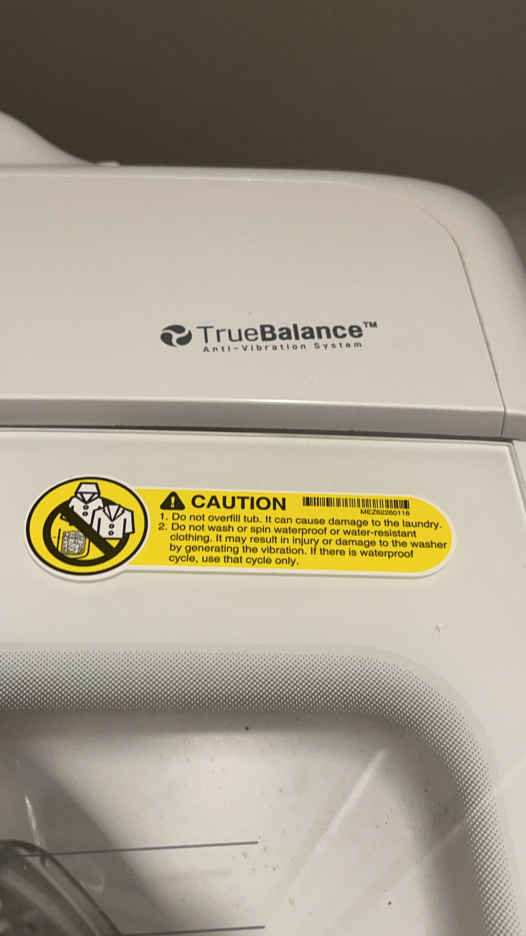 TrueBalance™
Anti-Vibration System
CAUTION
MEZ62280116
1. Do not overfill tub. It can cause damage to the laundry.
2. Do not wash or spin waterproof or water-resistant
clothing. It may result in injury or damage to the washer
by generating the vibration. If there is waterproof
cycle, use that cycle only.